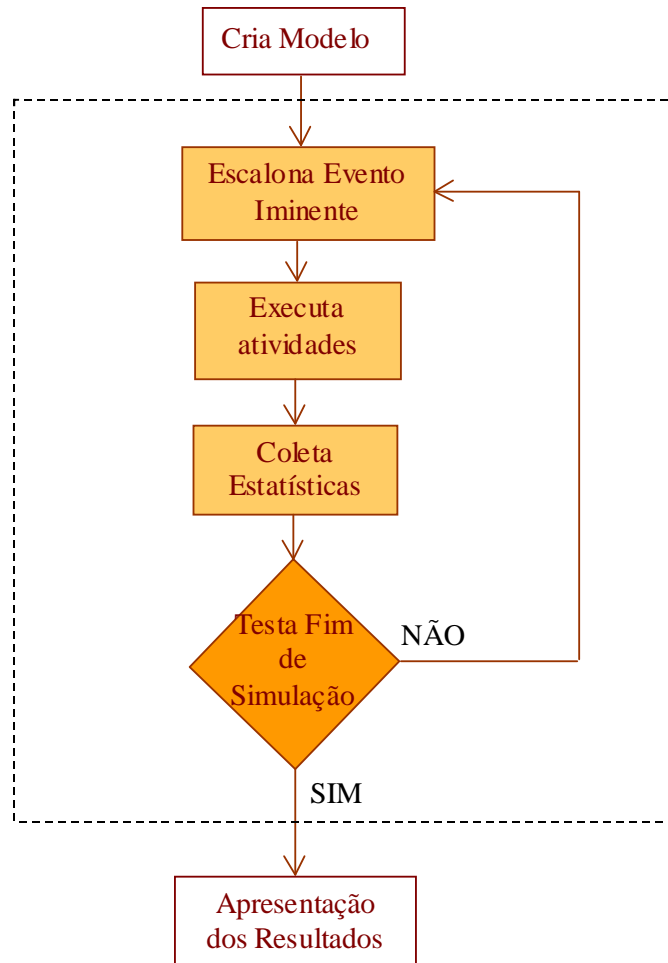 Cria Modelo
Escalona Evento
Iminente
Executa
atividades
Coleta
Estatísticas
Testa Fim
de
Simulação
NÃO
SIM
Apresentação
dos Resultados